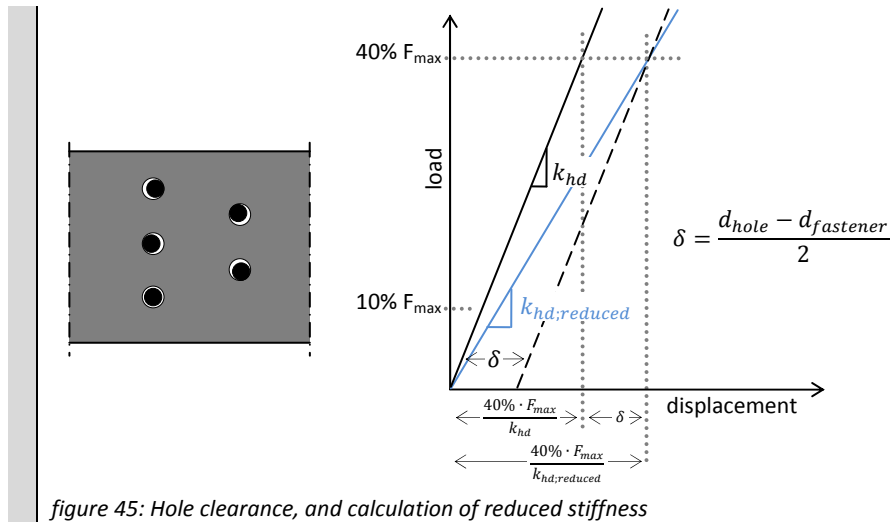 40% F_max
load
k_hd
δ = (d_hole − d_fastener) / 2
10% F_max
k_hd;reduced
δ
displacement
40% · F_max / k_hd
δ
40% · F_max / k_hd;reduced
figure 45: Hole clearance, and calculation of reduced stiffness